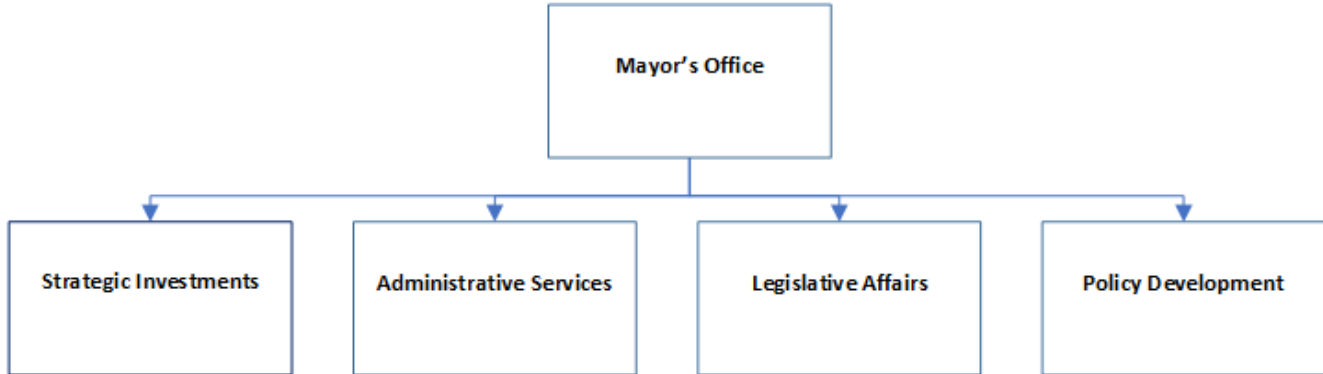 Mayor’s Office
Strategic Investments
Administrative Services
Legislative Affairs
Policy Development